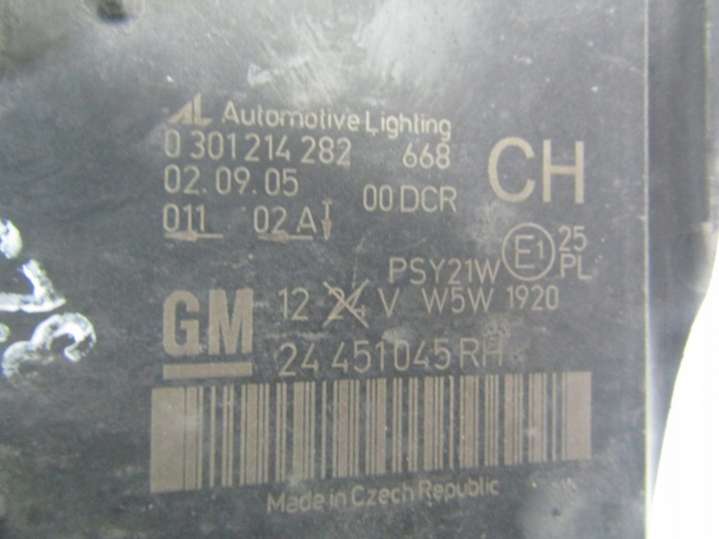 AL Automotive Lighting
0 301 214 282 668
CH
02.09.05 00 DCR
011 02 A
PSY21W E1 25 PL
GM
12 24 V W5W 1920
24 451 045 RH
Made in Czech Republic